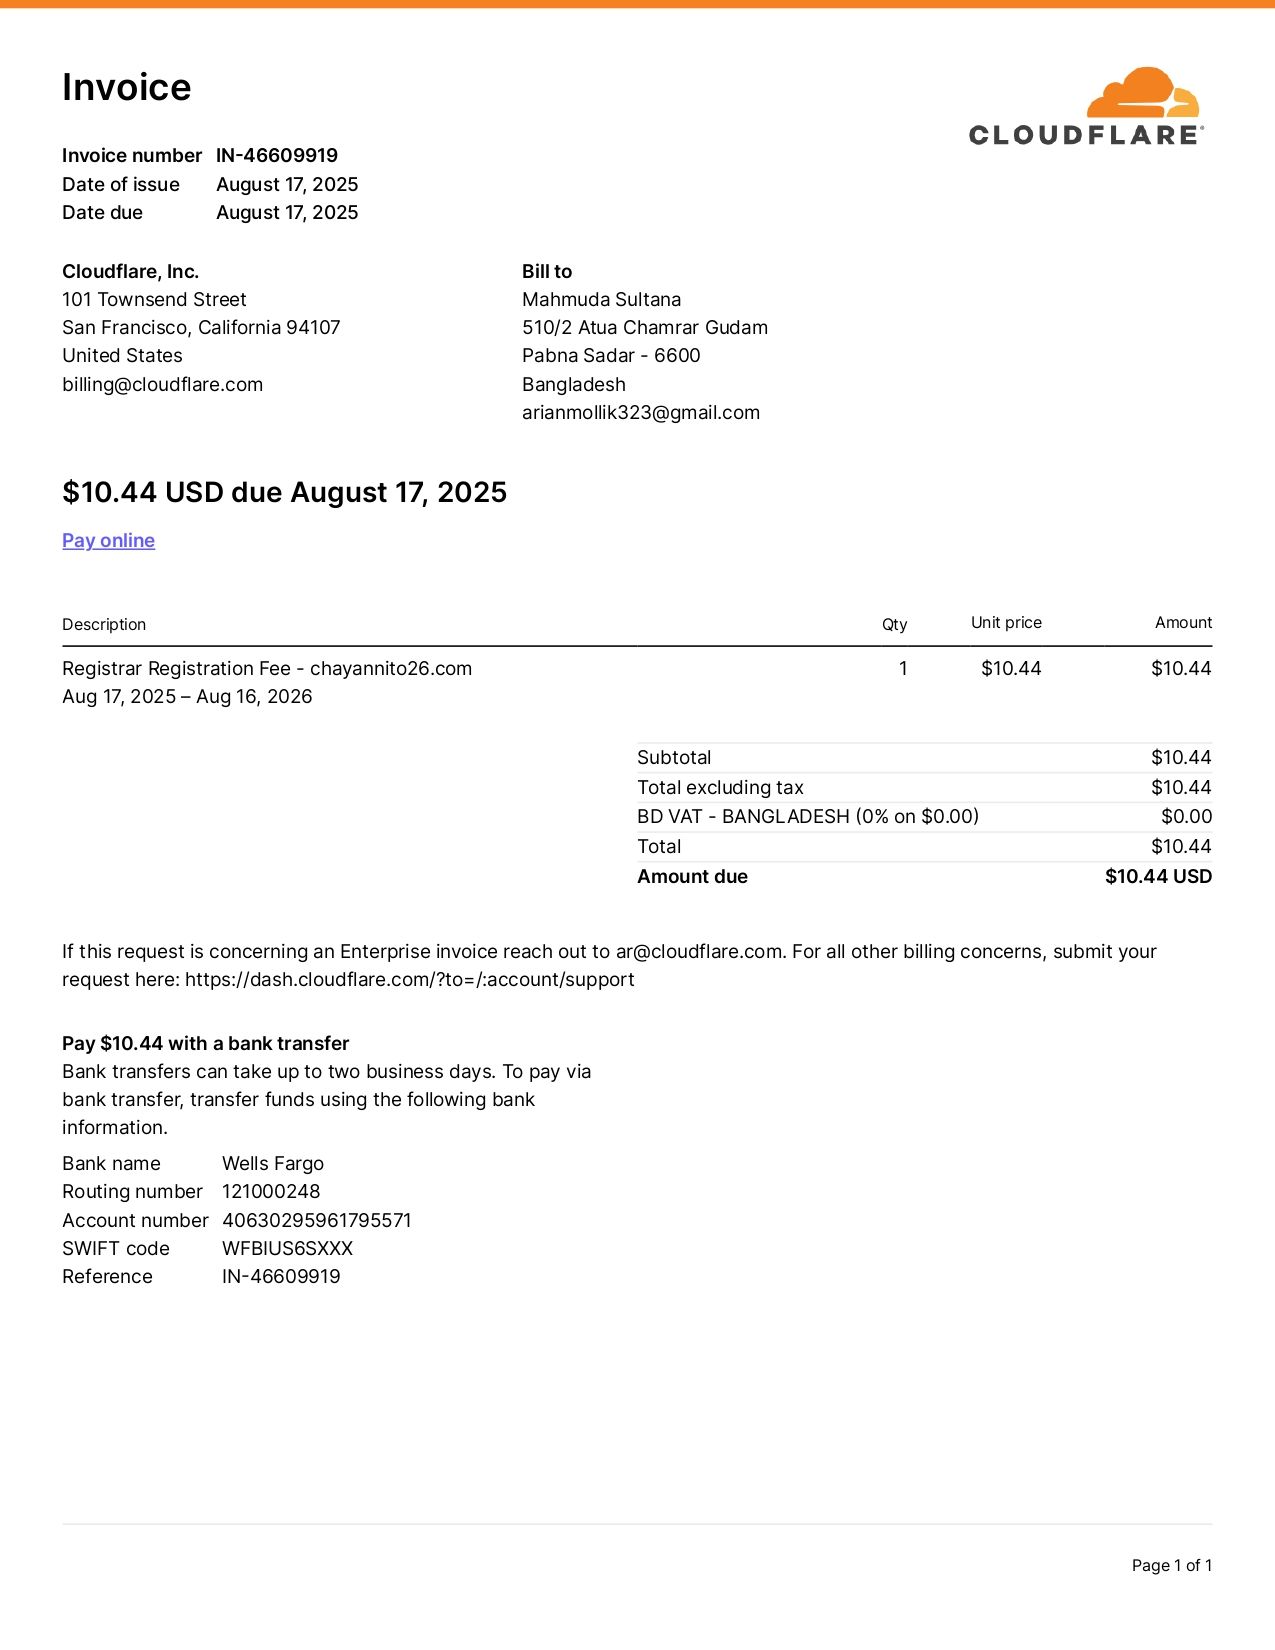 Invoice
CLOUDFLARE®
Invoice number IN-46609919
Date of issue August 17, 2025
Date due August 17, 2025
Cloudflare, Inc.
101 Townsend Street
San Francisco, California 94107
United States
billing@cloudflare.com
Bill to
Mahmuda Sultana
510/2 Atua Chamrar Gudam
Pabna Sadar - 6600
Bangladesh
arianmollik323@gmail.com
$10.44 USD due August 17, 2025
Pay online
Description Qty Unit price Amount
Registrar Registration Fee - chayannito26.com 1 $10.44 $10.44
Aug 17, 2025 – Aug 16, 2026
Subtotal $10.44
Total excluding tax $10.44
BD VAT - BANGLADESH (0% on $0.00) $0.00
Total $10.44
Amount due $10.44 USD
If this request is concerning an Enterprise invoice reach out to ar@cloudflare.com. For all other billing concerns, submit your
request here: https://dash.cloudflare.com/?to=/:account/support
Pay $10.44 with a bank transfer
Bank transfers can take up to two business days. To pay via
bank transfer, transfer funds using the following bank
information.
Bank name Wells Fargo
Routing number 121000248
Account number 40630295961795571
SWIFT code WFBIUS6SXXX
Reference IN-46609919
Page 1 of 1